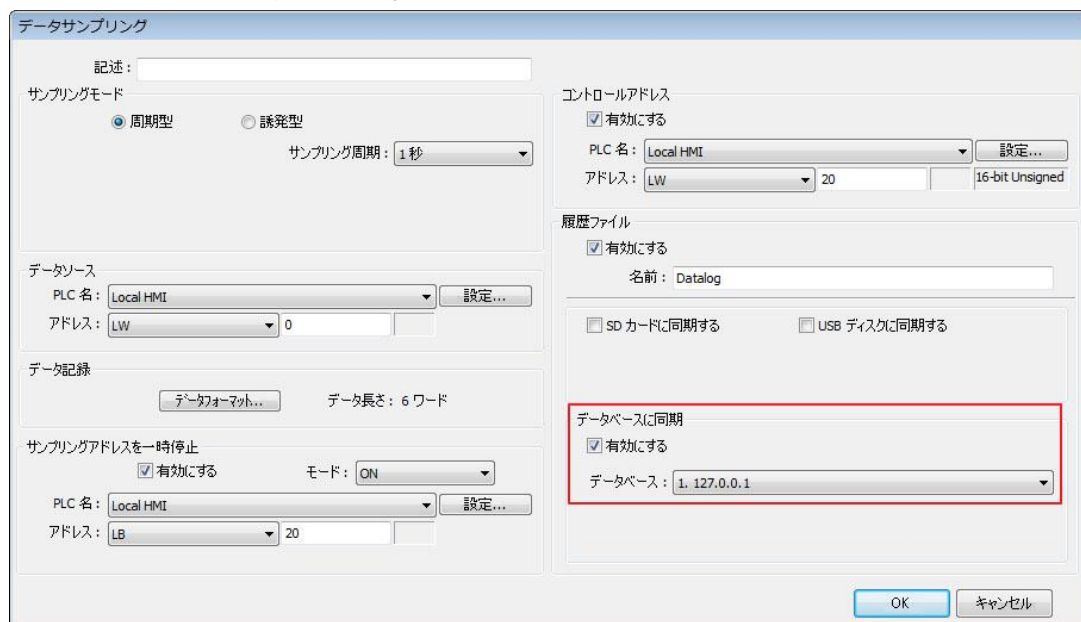 データサンプリング
記述：
サンプリングモード
周期型 誘発型
サンプリング周期： 1 秒
データソース
PLC 名： Local HMI 設定...
アドレス： LW 0
データ記録
データフォーマット... データ長さ： 6 ワード
サンプリングアドレスを一時停止
有効にする モード： ON
PLC 名： Local HMI 設定...
アドレス： LB 20
コントロールアドレス
有効にする
PLC 名： Local HMI 設定...
アドレス： LW 20 16-bit Unsigned
履歴ファイル
有効にする
名前： Datalog
SD カードに同期する USB ディスクに同期する
データベースに同期
有効にする
データベース： 1. 127.0.0.1
OK キャンセル